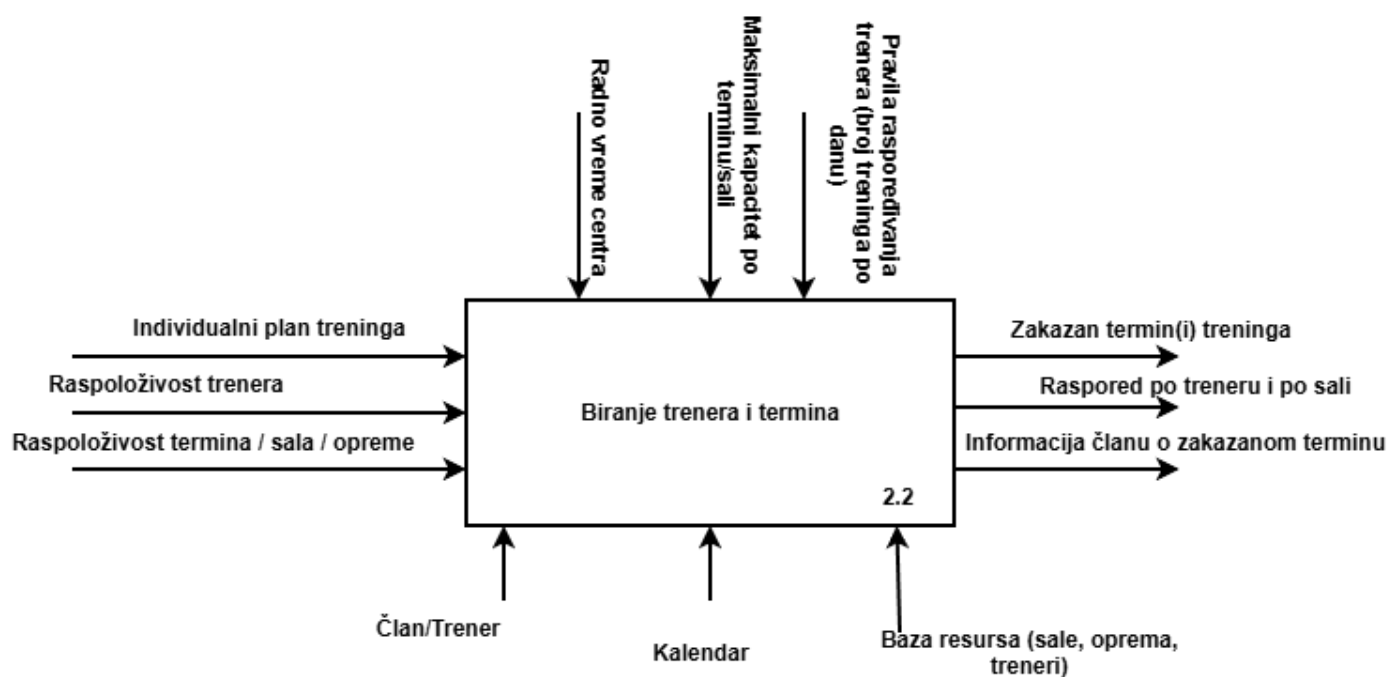 Radno vreme centra
Maksimalni kapacitet po
terminu/sali
Pravila raspoređivanja
trenera (broj treninga po
danu)
Individualni plan treninga
Raspoloživost trenera
Raspoloživost termina / sala / opreme
Biranje trenera i termina
2.2
Zakazan termin(i) treninga
Raspored po treneru i po sali
Informacija članu o zakazanom terminu
Član/Trener
Kalendar
Baza resursa (sale, oprema,
treneri)